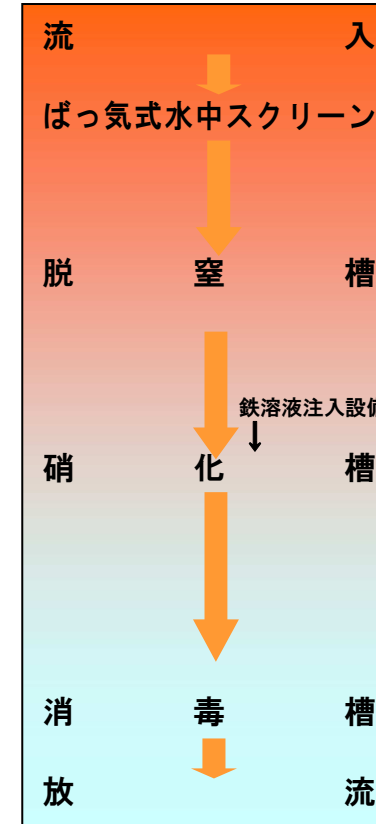 流入
ばっ気式水中スクリーン
脱窒槽
鉄溶液注入設備
硝化槽
消毒槽
放流